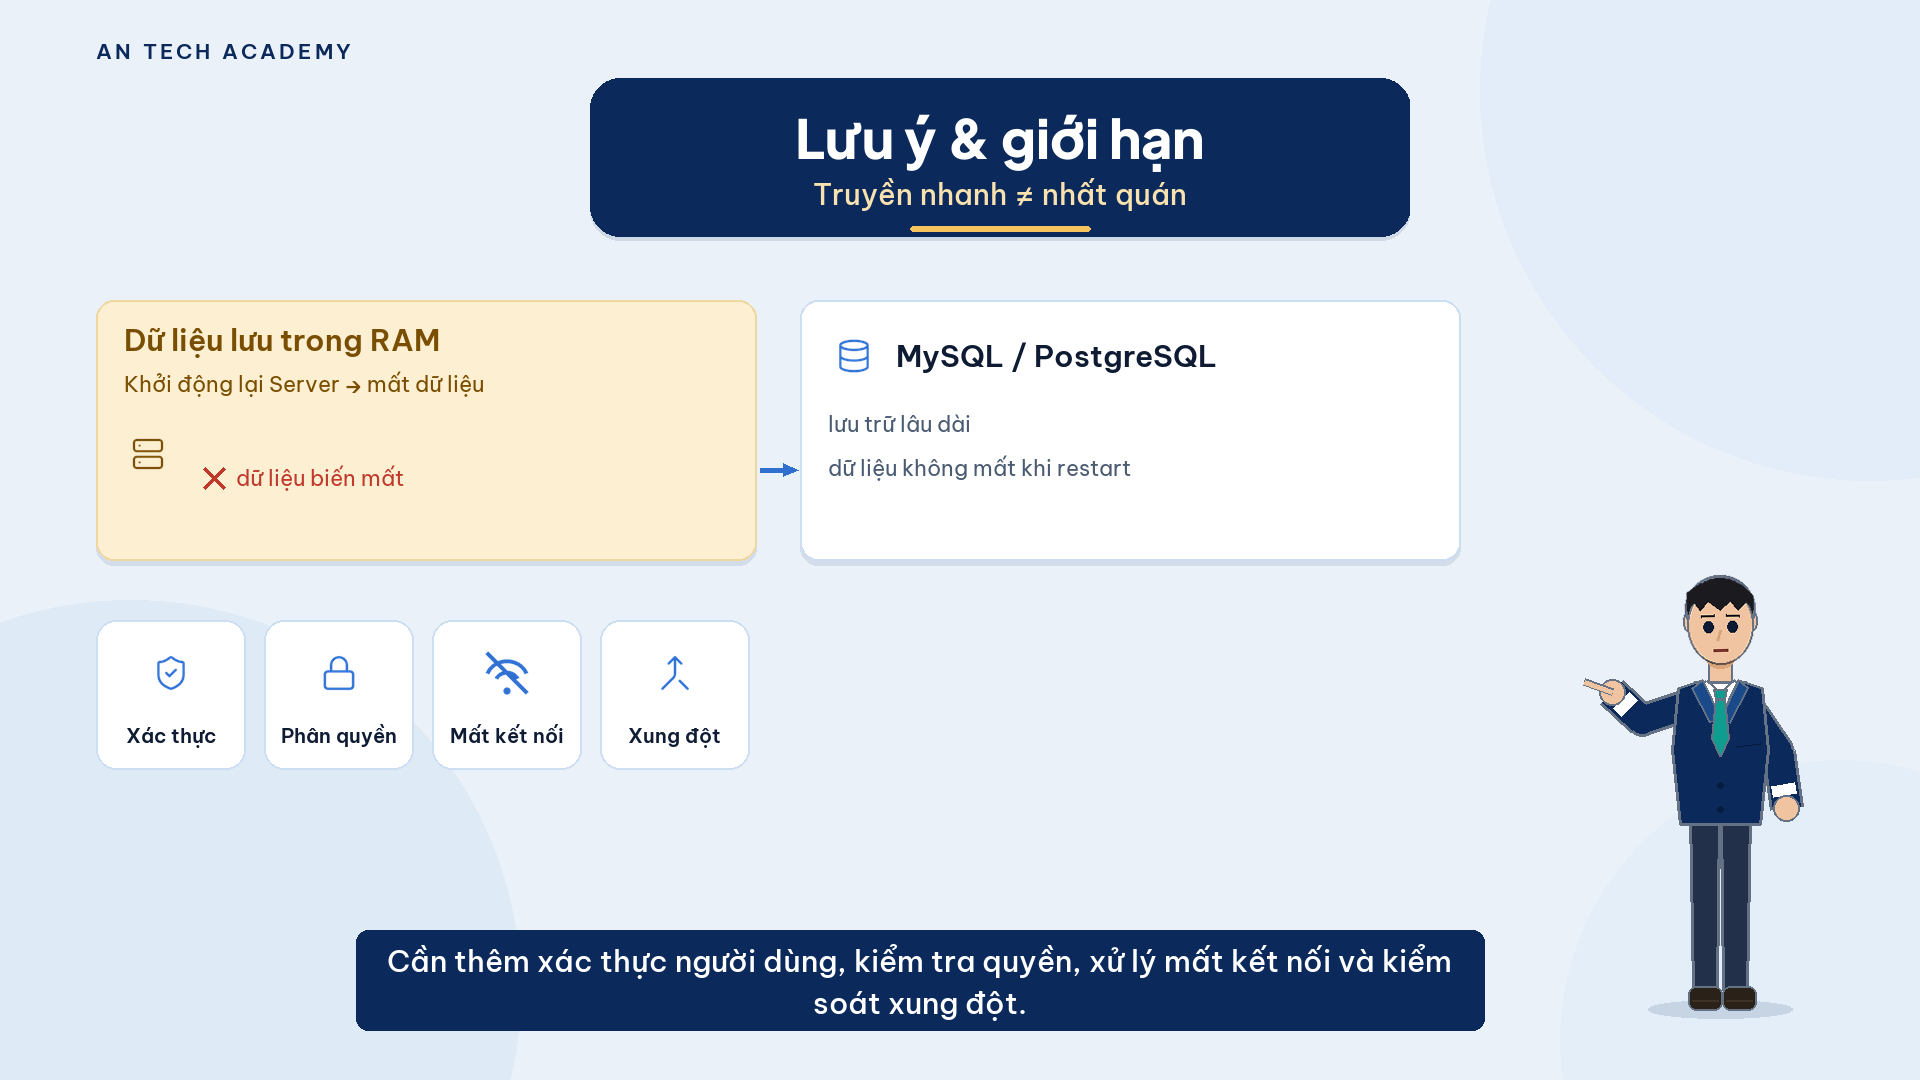 AN TECH ACADEMY
Lưu ý & giới hạn
Truyền nhanh ≠ nhất quán
Dữ liệu lưu trong RAM
Khởi động lại Server → mất dữ liệu
❌ dữ liệu biến mất
MySQL / PostgreSQL
lưu trữ lâu dài
dữ liệu không mất khi restart
Xác thực
Phân quyền
Mất kết nối
Xung đột
Cần thêm xác thực người dùng, kiểm tra quyền, xử lý mất kết nối và kiểm
soát xung đột.